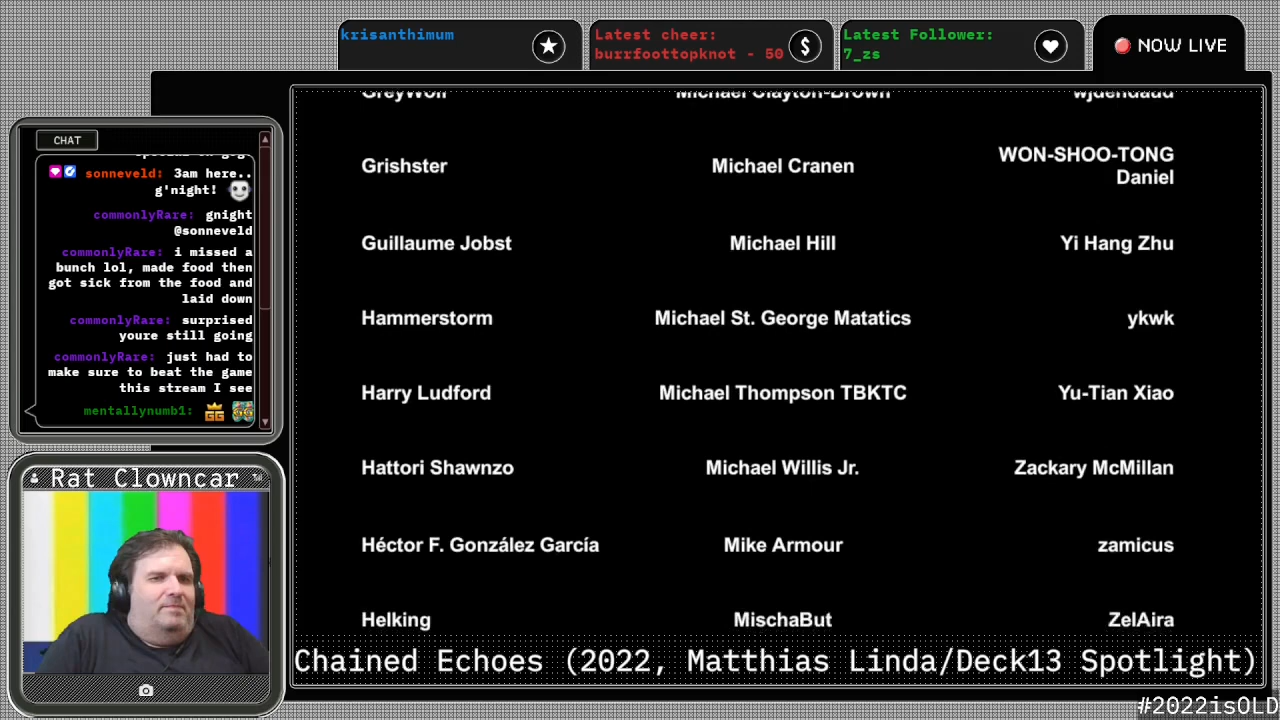 krisanthimum
Latest cheer:
burrfoottopknot - 50
$
Latest Follower:
7_zs
NOW LIVE
CHAT
sonneveld: 3am here..
g'night!
commonlyRare: gnight
@sonneveld
commonlyRare: i missed a
bunch lol, made food then
got sick from the food and
laid down
commonlyRare: surprised
youre still going
commonlyRare: just had to
make sure to beat the game
this stream I see
mentallynumb1: GG GG
Rat Clowncar
GreyWolf Michael Clayton-Brown wjdendadd
Grishster Michael Cranen WON-SHOO-TONG
Daniel
Guillaume Jobst Michael Hill Yi Hang Zhu
Hammerstorm Michael St. George Matatics ykwk
Harry Ludford Michael Thompson TBKTC Yu-Tian Xiao
Hattori Shawnzo Michael Willis Jr. Zackary McMillan
Héctor F. González García Mike Armour zamicus
Helking MischaBut ZelAira
Chained Echoes (2022, Matthias Linda/Deck13 Spotlight)
#2022isOLD